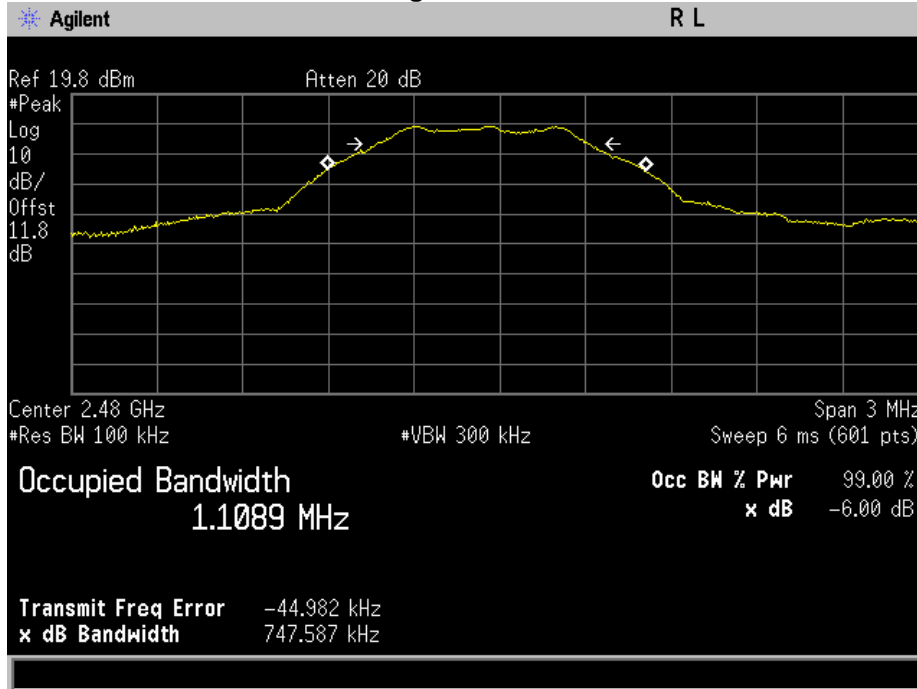 Agilent R L
Ref 19.8 dBm Atten 20 dB
#Peak
Log
10
dB/
Offst
11.8
dB
Center 2.48 GHz Span 3 MHz
#Res BW 100 kHz #VBW 300 kHz Sweep 6 ms (601 pts)
Occupied Bandwidth Occ BW % Pwr 99.00 %
1.1089 MHz x dB -6.00 dB
Transmit Freq Error -44.982 kHz
x dB Bandwidth 747.587 kHz